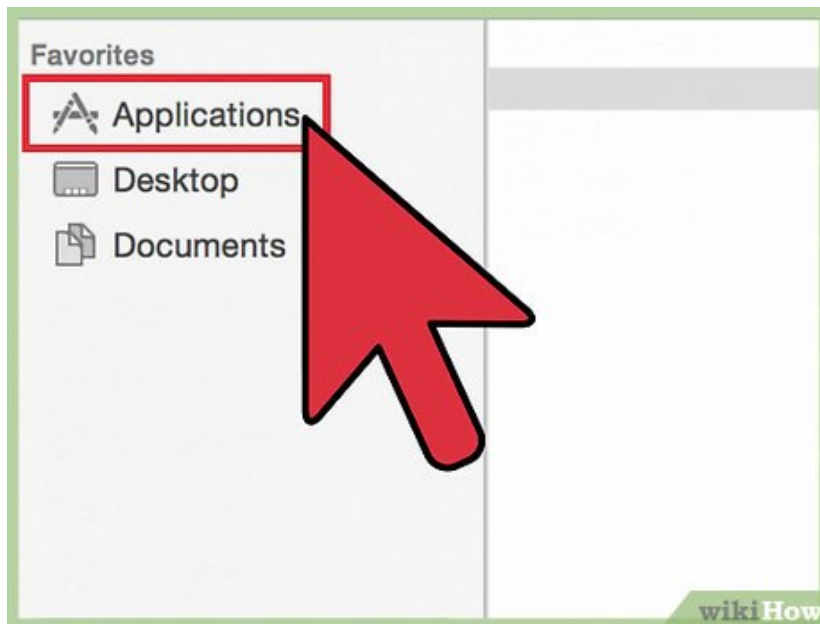 Favorites
Applications
Desktop
Documents
wikiHow